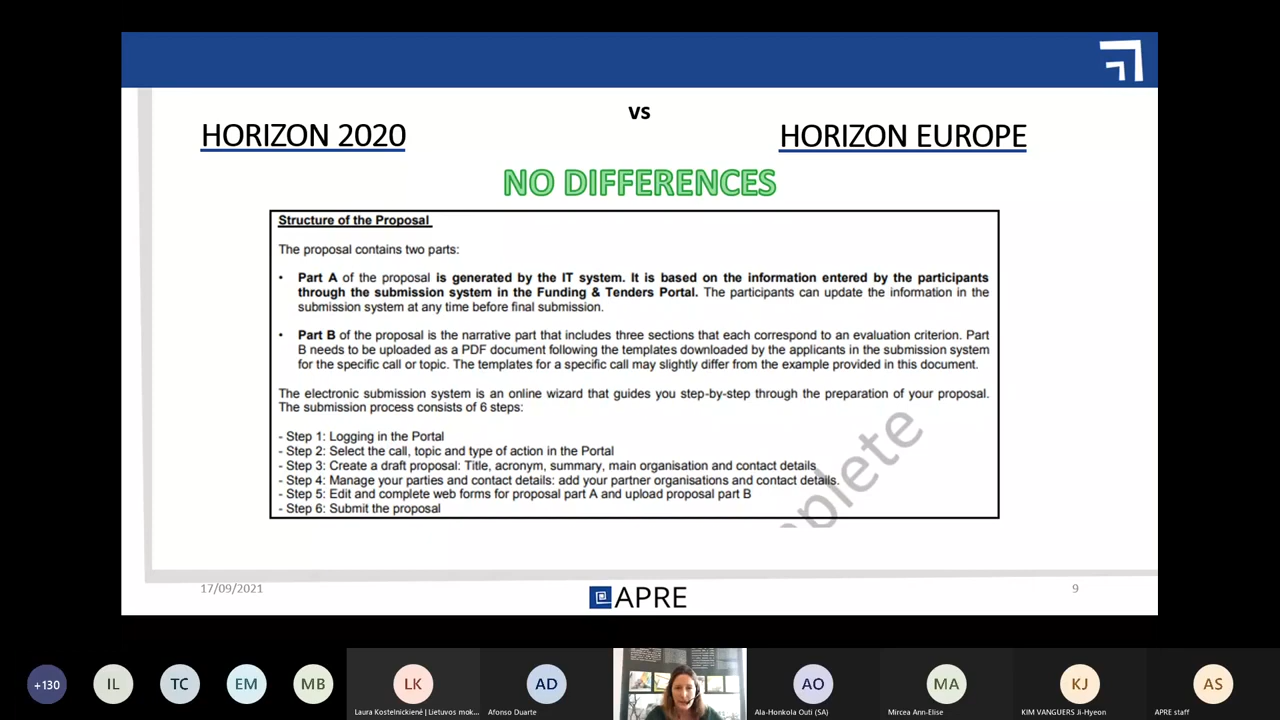 vs
HORIZON 2020
HORIZON EUROPE
NO DIFFERENCES
Structure of the Proposal
The proposal contains two parts:
• Part A of the proposal is generated by the IT system. It is based on the information entered by the participants
through the submission system in the Funding & Tenders Portal. The participants can update the information in the
submission system at any time before final submission.
• Part B of the proposal is the narrative part that includes three sections that each correspond to an evaluation criterion. Part
B needs to be uploaded as a PDF document following the templates downloaded by the applicants in the submission system
for the specific call or topic. The templates for a specific call may slightly differ from the example provided in this document.
The electronic submission system is an online wizard that guides you step-by-step through the preparation of your proposal.
The submission process consists of 6 steps:
- Step 1: Logging in the Portal
- Step 2: Select the call, topic and type of action in the Portal
- Step 3: Create a draft proposal: Title, acronym, summary, main organisation and contact details
- Step 4: Manage your parties and contact details: add your partner organisations and contact details.
- Step 5: Edit and complete web forms for proposal part A and upload proposal part B
- Step 6: Submit the proposal
plete
17/09/2021
APRE
9
+130
IL
TC
EM
MB
LK
AD
AO
MA
KJ
AS
Laura Kostelnickienė | Lietuvos mok...
Afonso Duarte
Ala-Honkola Outi (SA)
Mircea Ann-Elise
KIM VANGUERS Ji-Hyeon
APRE staff